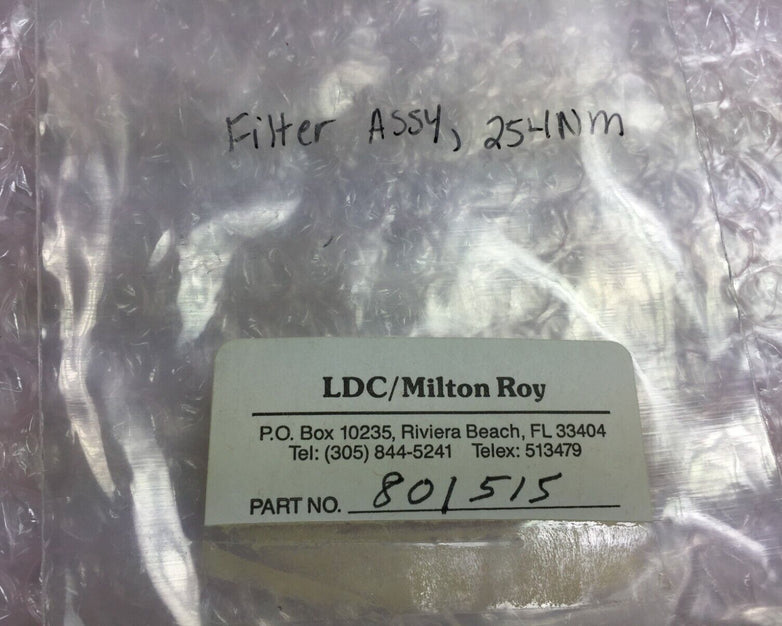 Filter Assy, 254Nm
LDC/Milton Roy
P.O. Box 10235, Riviera Beach, FL 33404
Tel: (305) 844-5241 Telex: 513479
PART NO. 801515